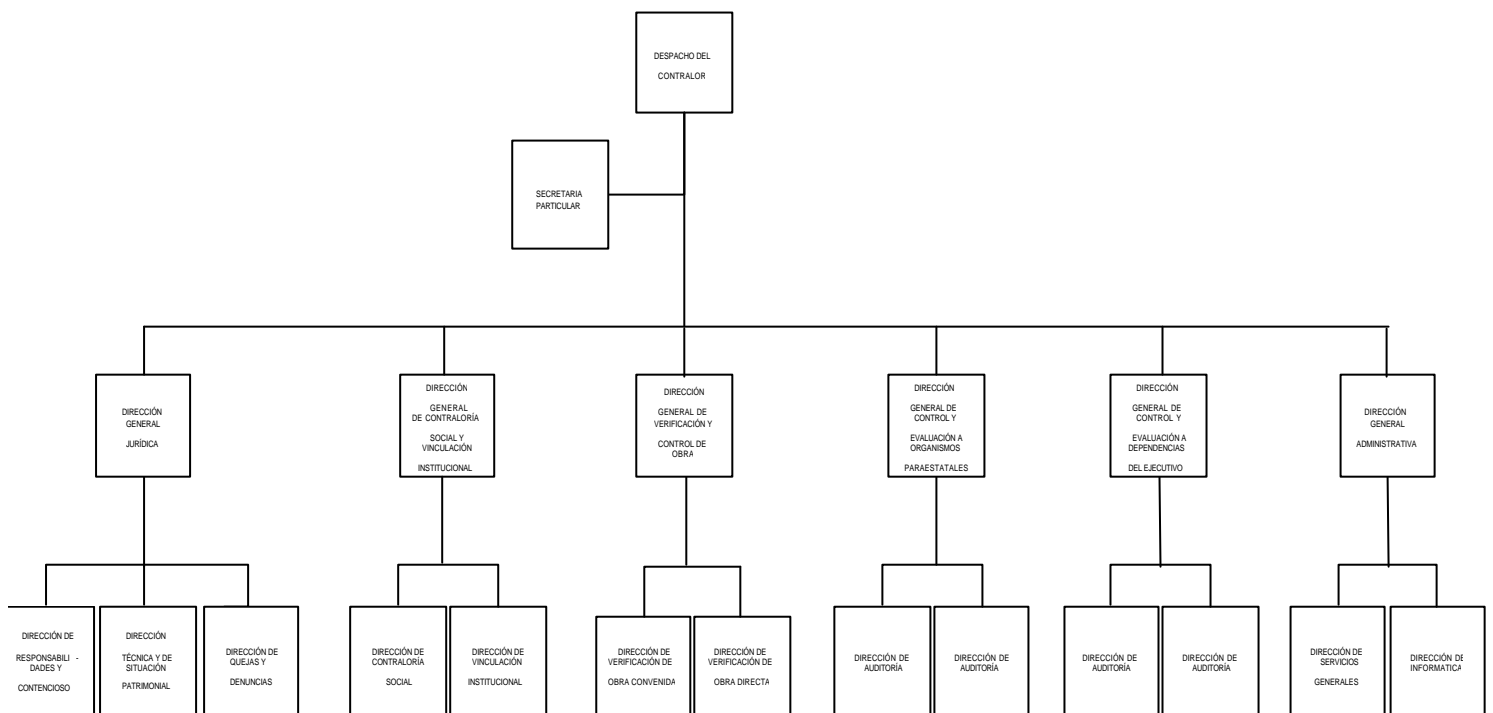 DESPACHO DEL
CONTRALOR
SECRETARIA
PARTICULAR
DIRECCIÓN
GENERAL
JURÍDICA
DIRECCIÓN
GENERAL
DE CONTRALORÍA
SOCIAL Y
VINCULACIÓN
INSTITUCIONAL
DIRECCIÓN
GENERAL DE
VERIFICACIÓN Y
CONTROL DE
OBRA
DIRECCIÓN
GENERAL DE
CONTROL Y
EVALUACIÓN A
ORGANISMOS
PARAESTATALES
DIRECCIÓN
GENERAL DE
CONTROL Y
EVALUACIÓN A
DEPENDENCIAS
DEL EJECUTIVO
DIRECCIÓN
GENERAL
ADMINISTRATIVA
DIRECCIÓN DE
RESPONSABILI -
DADES Y
CONTENCIOSO
DIRECCIÓN
TÉCNICA Y DE
SITUACIÓN
PATRIMONIAL
DIRECCIÓN DE
QUEJAS Y
DENUNCIAS
DIRECCIÓN DE
CONTRALORÍA
SOCIAL
DIRECCIÓN DE
VINCULACIÓN
INSTITUCIONAL
DIRECCIÓN DE
VERIFICACIÓN DE
OBRA CONVENIDA
DIRECCIÓN DE
VERIFICACIÓN DE
OBRA DIRECTA
DIRECCIÓN DE
AUDITORÍA
DIRECCIÓN DE
AUDITORÍA
DIRECCIÓN DE
AUDITORÍA
DIRECCIÓN DE
AUDITORÍA
DIRECCIÓN DE
SERVICIOS
GENERALES
DIRECCIÓN DE
INFORMÁTICA